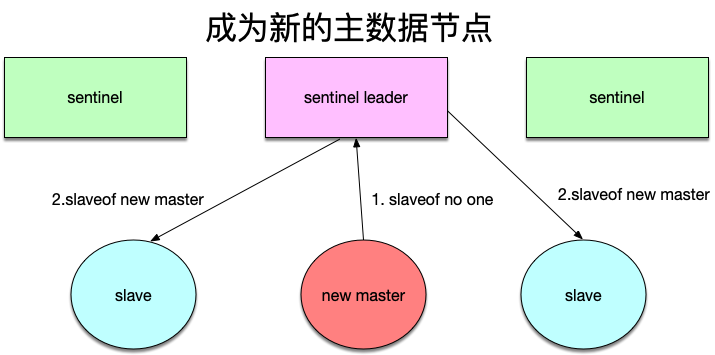 成为新的主数据节点
sentinel
sentinel leader
sentinel
2.slaveof new master
1. slaveof no one
2.slaveof new master
slave
new master
slave